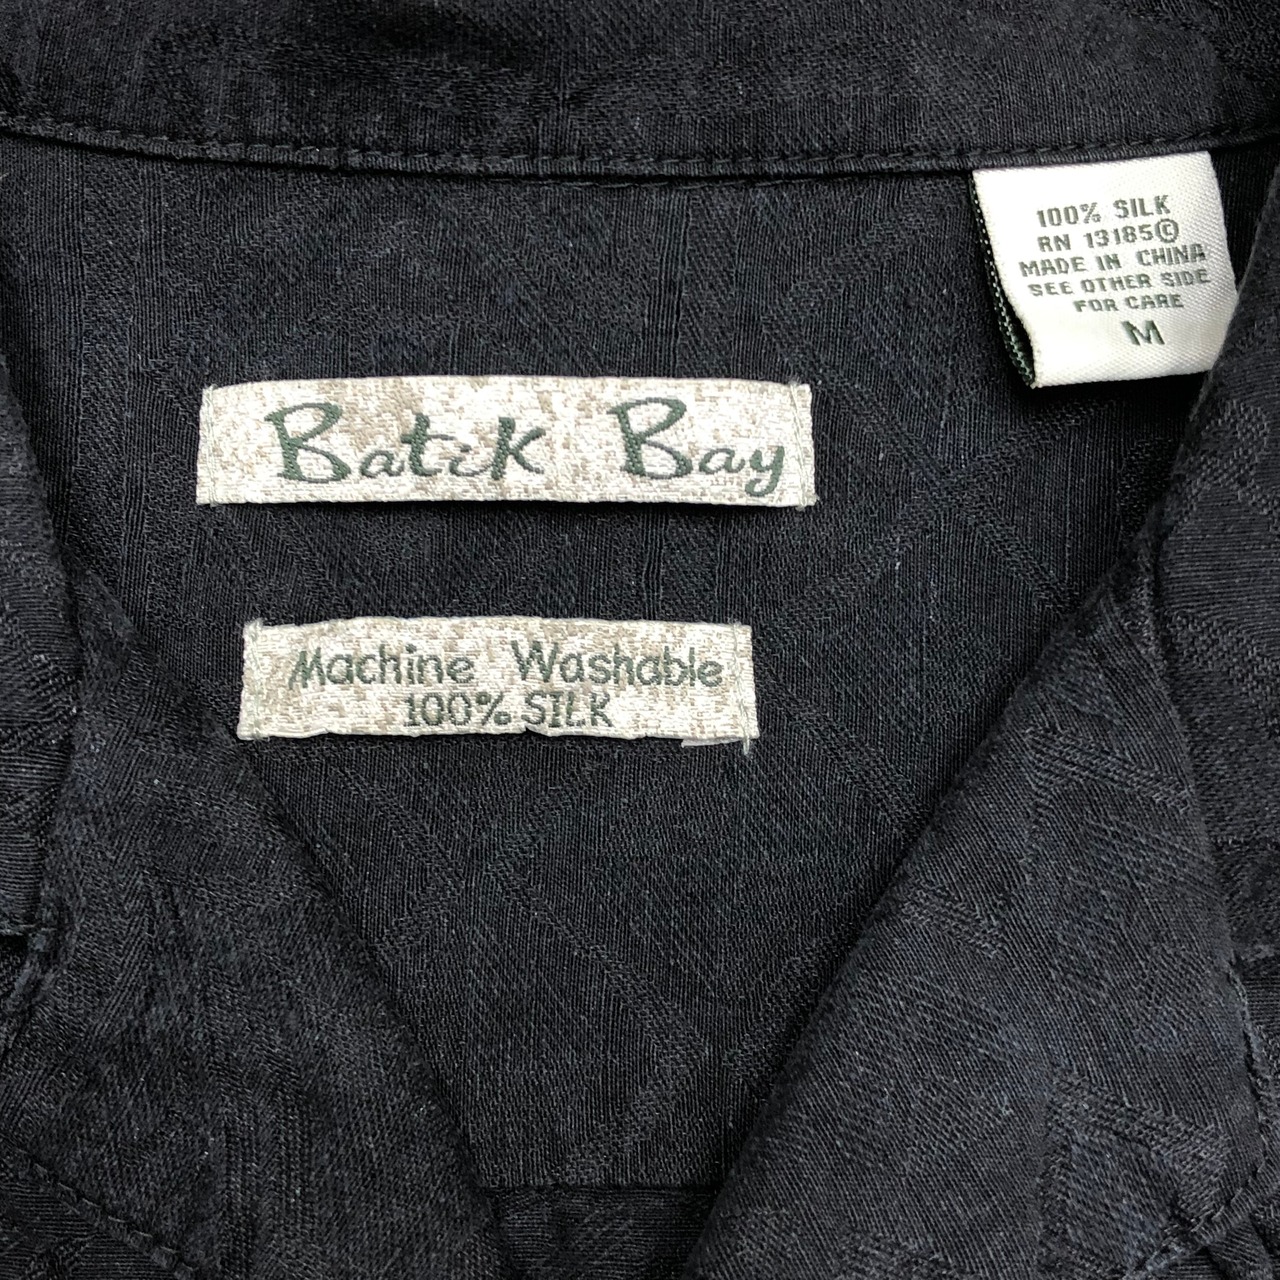 100% SILK
RN 13185©
MADE IN CHINA
SEE OTHER SIDE
FOR CARE
M
Batik Bay
Machine Washable
100% SILK